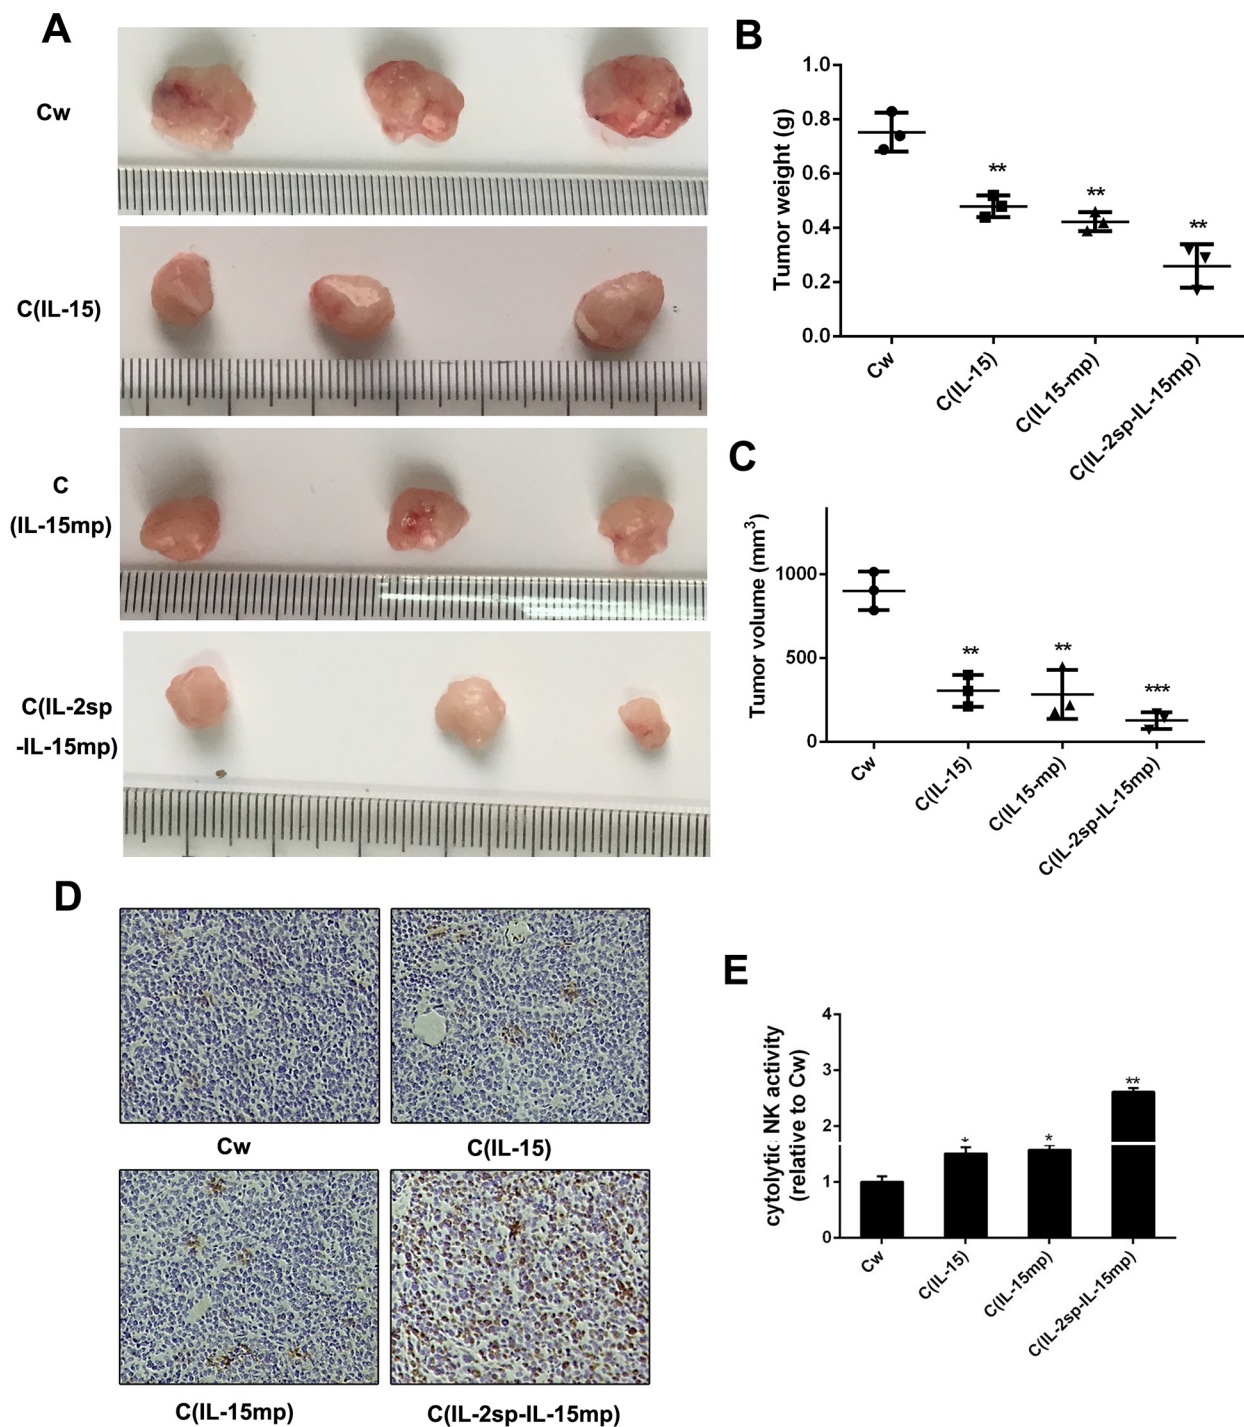 A
Cw
C(IL-15)
C
(IL-15mp)
C(IL-2sp
-IL-15mp)
B
Tumor weight (g)
1.0
0.8
0.6
0.4
0.2
0.0
**
**
**
Cw
C(IL-15)
C(IL15-mp)
C(IL-2sp-IL-15mp)
C
Tumor volume (mm³)
1000
500
0
**
**
***
Cw
C(IL-15)
C(IL15-mp)
C(IL-2sp-IL-15mp)
D
Cw
C(IL-15)
C(IL-15mp)
C(IL-2sp-IL-15mp)
E
cytolytic NK activity
(relative to Cw)
4
3
2
1
0
*
*
**
Cw
C(IL-15)
C(IL-15mp)
C(IL-2sp-IL-15mp)